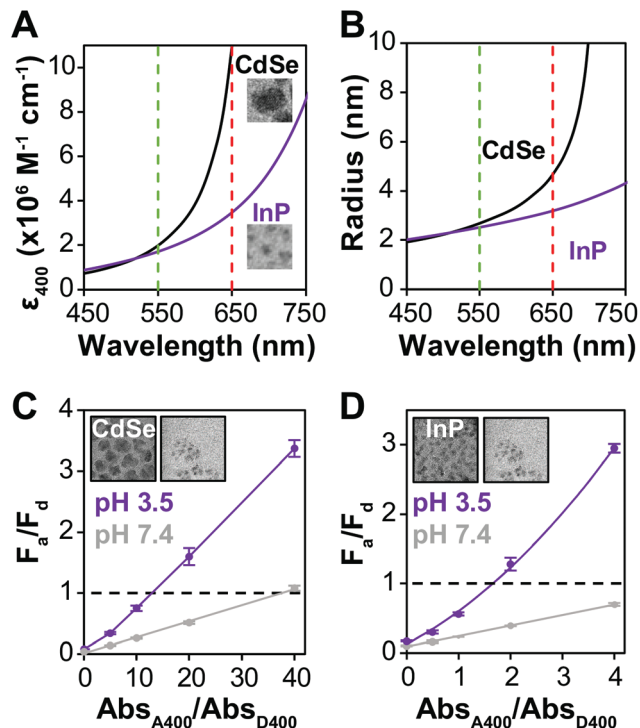 A
ε400 (x10⁶ M⁻¹ cm⁻¹)
10
8
6
4
2
0
CdSe
InP
450 550 650 750
Wavelength (nm)
B
Radius (nm)
10
8
6
4
2
0
CdSe
InP
450 550 650 750
Wavelength (nm)
C
Fa/Fd
4
3
2
1
0
CdSe
pH 3.5
pH 7.4
0 10 20 30 40
AbsA400/AbsD400
D
Fa/Fd
3
2
1
0
InP
pH 3.5
pH 7.4
0 1 2 3 4
AbsA400/AbsD400